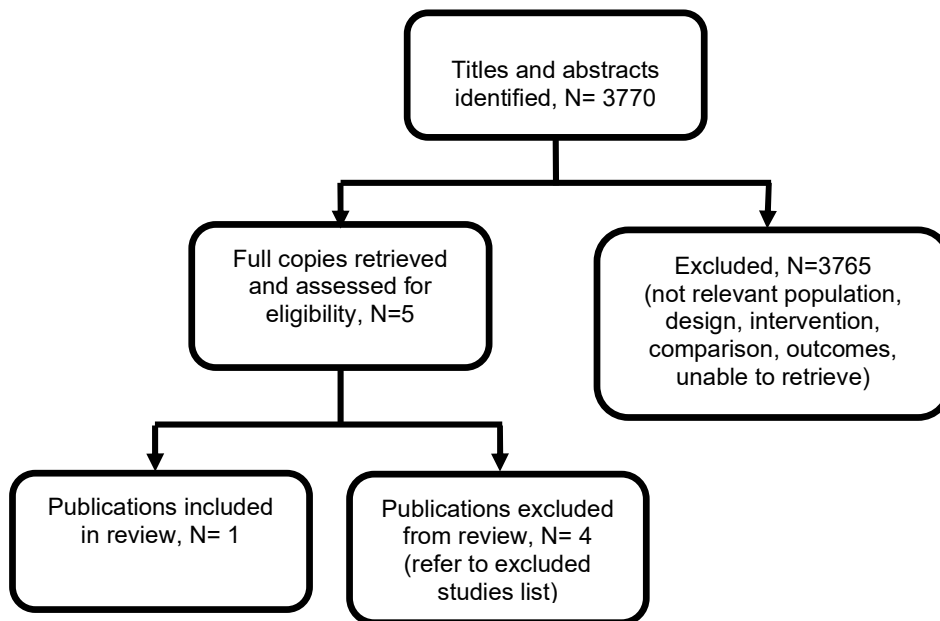 Titles and abstracts
identified, N= 3770
Full copies retrieved
and assessed for
eligibility, N=5
Excluded, N=3765
(not relevant population,
design, intervention,
comparison, outcomes,
unable to retrieve)
Publications included
in review, N= 1
Publications excluded
from review, N= 4
(refer to excluded
studies list)